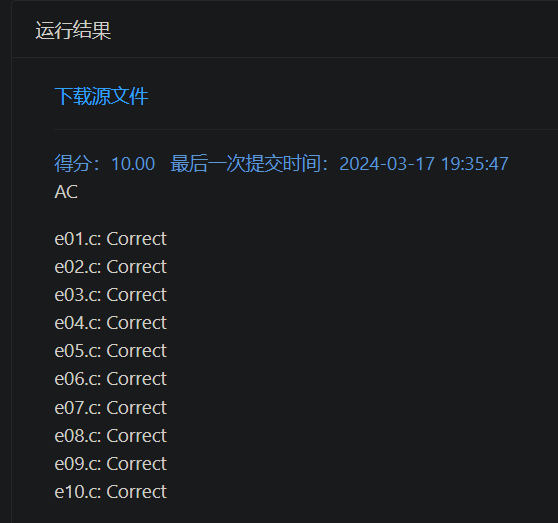 运行结果
下载源文件
得分：10.00 最后一次提交时间：2024-03-17 19:35:47
AC
e01.c: Correct
e02.c: Correct
e03.c: Correct
e04.c: Correct
e05.c: Correct
e06.c: Correct
e07.c: Correct
e08.c: Correct
e09.c: Correct
e10.c: Correct